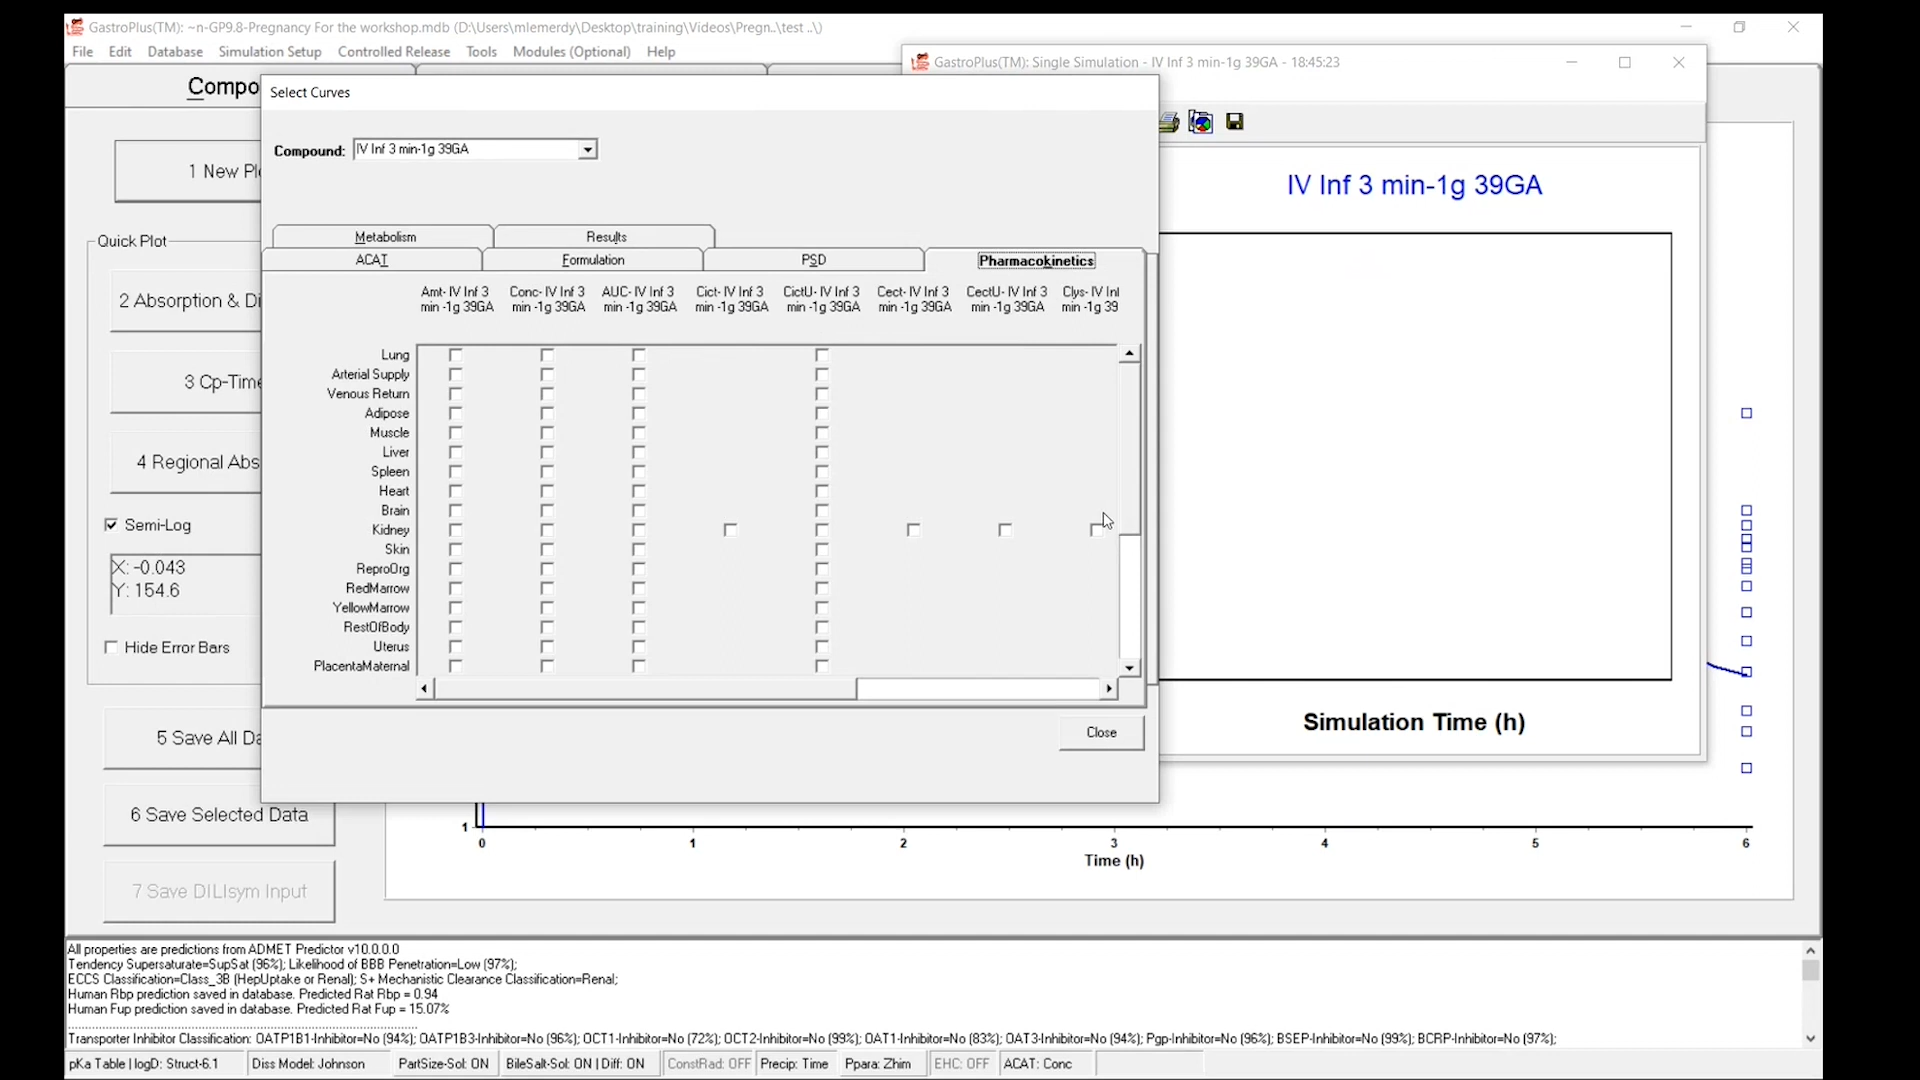 GastroPlus(TM): ~n-GP9.8-Pregnancy For the workshop.mdb (D:\Users\mlemerdy\Desktop\training\Videos\Pregn..\test ..\)
File Edit Database Simulation Setup Controlled Release Tools Modules (Optional) Help
GastroPlus(TM): Single Simulation - IV Inf 3 min-1g 39GA - 18:45:23
Compo
Select Curves
Compound: IV Inf 3 min-1g 39GA
1 New Plo
IV Inf 3 min-1g 39GA
Metabolism Results
Quick Plot
ACAT Formulation PSD Pharmacokinetics
Amt- IV Inf 3 Conc- IV Inf 3 AUC- IV Inf 3 Cict- IV Inf 3 CictU- IV Inf 3 Cect- IV Inf 3 CectU- IV Inf 3 Clys- IV Inf
min -1g 39GA min -1g 39GA min -1g 39GA min -1g 39GA min -1g 39GA min -1g 39GA min -1g 39GA min -1g 39
2 Absorption & Di
Lung
Arterial Supply
Venous Return
3 Cp-Time
Adipose
Muscle
Liver
4 Regional Abs
Spleen
Heart
Brain
Semi-Log
Kidney
Skin
X: -0.043
ReproOrg
Y: 154.6
RedMarrow
YellowMarrow
RestOfBody
Hide Error Bars
Uterus
PlacentaMaternal
Simulation Time (h)
5 Save All Da
Close
6 Save Selected Data
1
0 1 2 3 4 5 6
Time (h)
7 Save DILIsym Input
All properties are predictions from ADMET Predictor v10.0.0.0
Tendency Supersaturate=SupSat (96%); Likelihood of BBB Penetration=Low (97%);
ECCS Classification=Class_3B (HepUptake or Renal); S+ Mechanistic Clearance Classification=Renal;
Human Rbp prediction saved in database. Predicted Rat Rbp = 0.94
Human Fup prediction saved in database. Predicted Rat Fup = 15.07%
Transporter Inhibitor Classification: OATP1B1-Inhibitor=No (94%); OATP1B3-Inhibitor=No (96%); OCT1-Inhibitor=No (72%); OCT2-Inhibitor=No (99%); OAT1-Inhibitor=No (83%); OAT3-Inhibitor=No (94%); Pgp-Inhibitor=No (96%); BSEP-Inhibitor=No (99%); BCRP-Inhibitor=No (97%);
pKa Table | logD: Struct-6.1 Diss Model: Johnson PartSize-Sol: ON BileSalt-Sol: ON | Diff: ON ConstRad: OFF Precip: Time Ppara: Zhim EHC: OFF ACAT: Conc